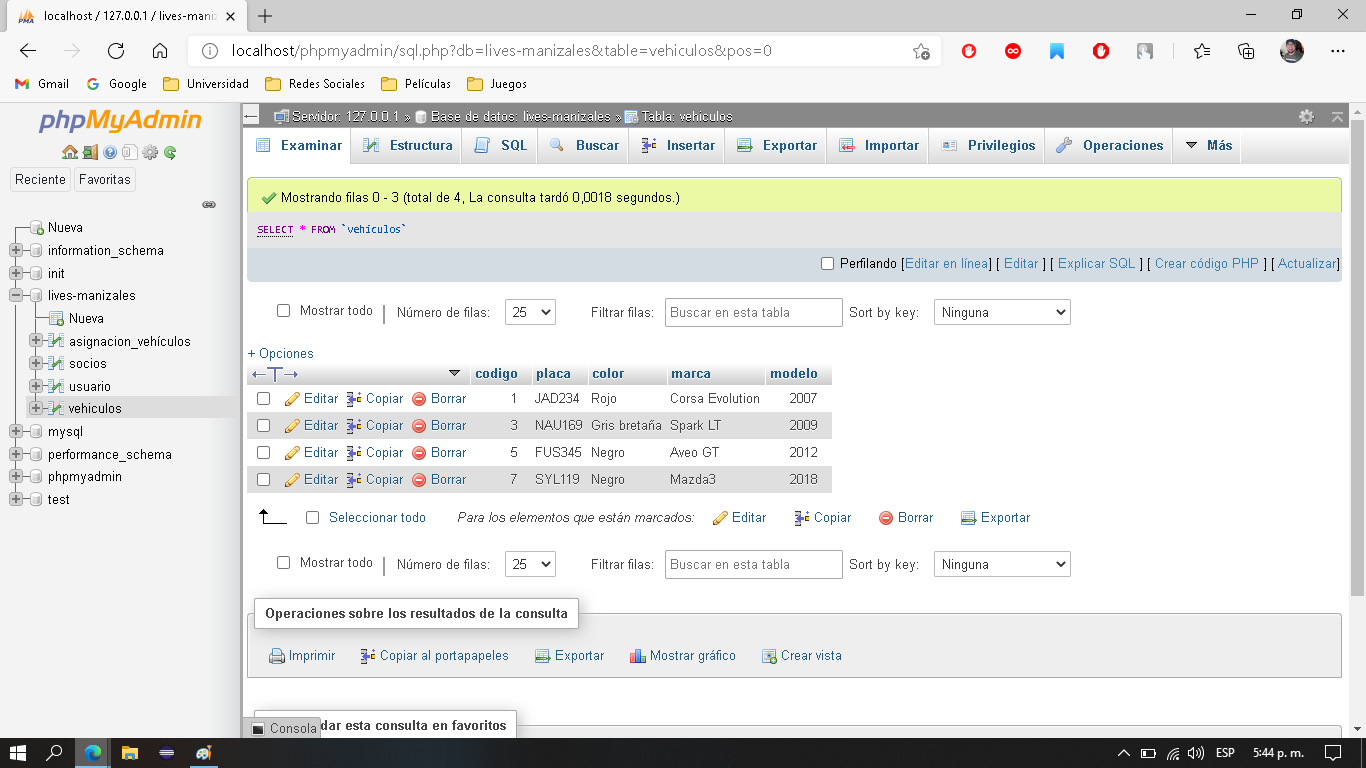 localhost / 127.0.0.1 / lives-maniz
localhost/phpmyadmin/sql.php?db=lives-manizales&table=vehiculos&pos=0
Gmail Google Universidad Redes Sociales Películas Juegos
phpMyAdmin
Reciente Favoritas
Nueva
information_schema
init
lives-manizales
Nueva
asignacion_vehículos
socios
usuario
vehiculos
mysql
performance_schema
phpmyadmin
test
Servidor: 127.0.0.1 » Base de datos: lives-manizales » Tabla: vehiculos
Examinar Estructura SQL Buscar Insertar Exportar Importar Privilegios Operaciones Más
Mostrando filas 0 - 3 (total de 4, La consulta tardó 0,0018 segundos.)
SELECT * FROM `vehiculos`
Perfilando [Editar en línea] [ Editar ] [ Explicar SQL ] [ Crear código PHP ] [ Actualizar]
Mostrar todo | Número de filas: 25 Filtrar filas: Buscar en esta tabla Sort by key: Ninguna
+ Opciones
←T→ codigo placa color marca modelo
Editar Copiar Borrar 1 JAD234 Rojo Corsa Evolution 2007
Editar Copiar Borrar 3 NAU169 Gris bretaña Spark LT 2009
Editar Copiar Borrar 5 FUS345 Negro Aveo GT 2012
Editar Copiar Borrar 7 SYL119 Negro Mazda3 2018
Seleccionar todo Para los elementos que están marcados: Editar Copiar Borrar Exportar
Mostrar todo | Número de filas: 25 Filtrar filas: Buscar en esta tabla Sort by key: Ninguna
Operaciones sobre los resultados de la consulta
Imprimir Copiar al portapapeles Exportar Mostrar gráfico Crear vista
Consola dar esta consulta en favoritos
ESP 5:44 p. m.